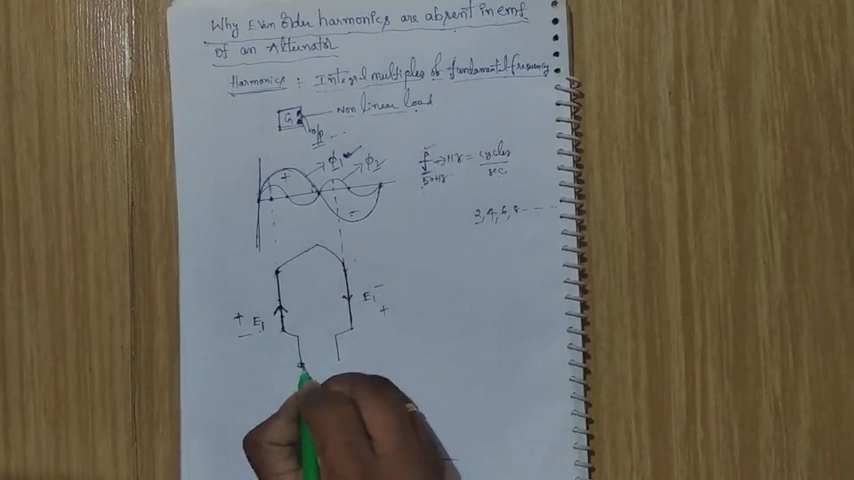 Why Even Order harmonics are absent in emf
of an Alternator
Harmonics : Integral multiples of fundamental frequency
G Non linear load
o/p
+ ϕ1 ϕ2 f → Hz = cycles/sec
50Hz
-
2,4,6,8 - - - -
E1 -
+ E1 +
-